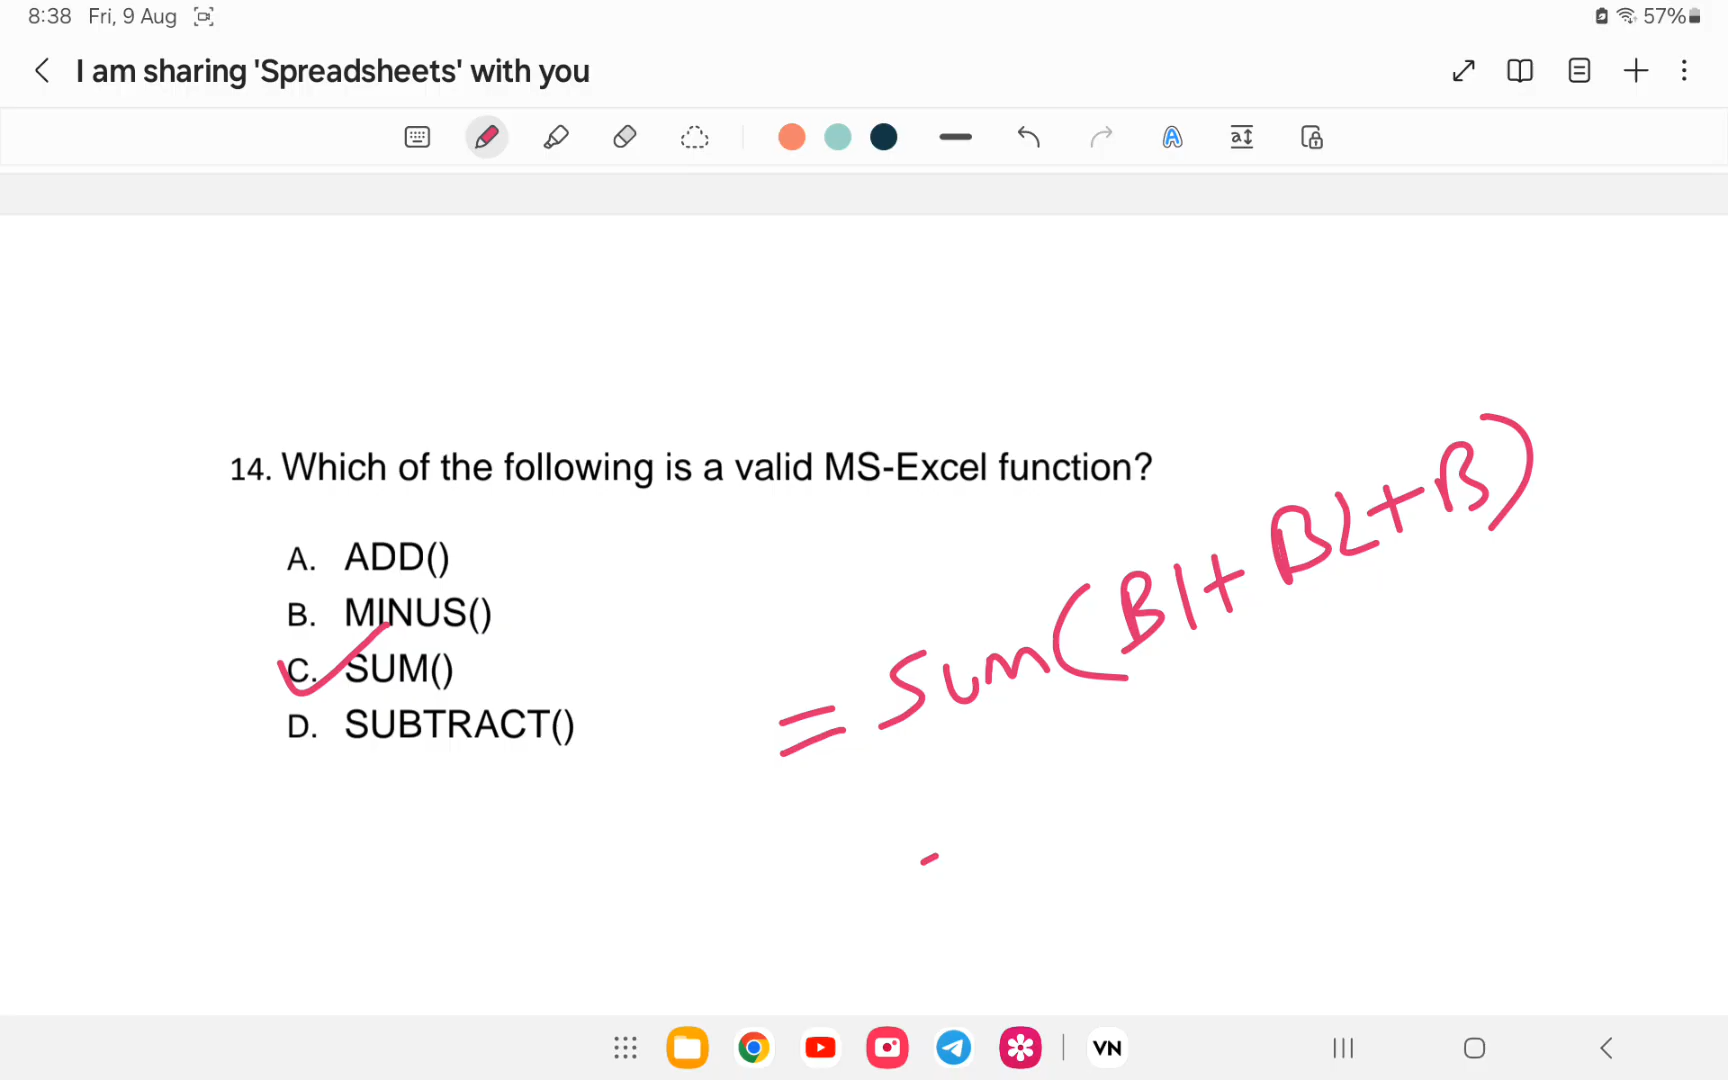 8:38 Fri, 9 Aug 57%
I am sharing 'Spreadsheets' with you
14. Which of the following is a valid MS-Excel function?
A. ADD()
B. MINUS()
C. SUM()
D. SUBTRACT()
= Sum(B1+B2+B)
VN